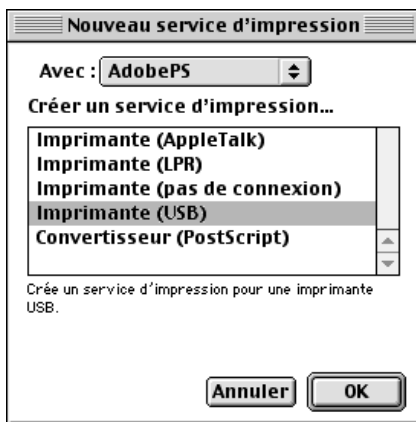 Nouveau service d'impression
Avec : AdobePS
Créer un service d'impression...
Imprimante (AppleTalk)
Imprimante (LPR)
Imprimante (pas de connexion)
Imprimante (USB)
Convertisseur (PostScript)
Crée un service d'impression pour une imprimante
USB.
Annuler OK